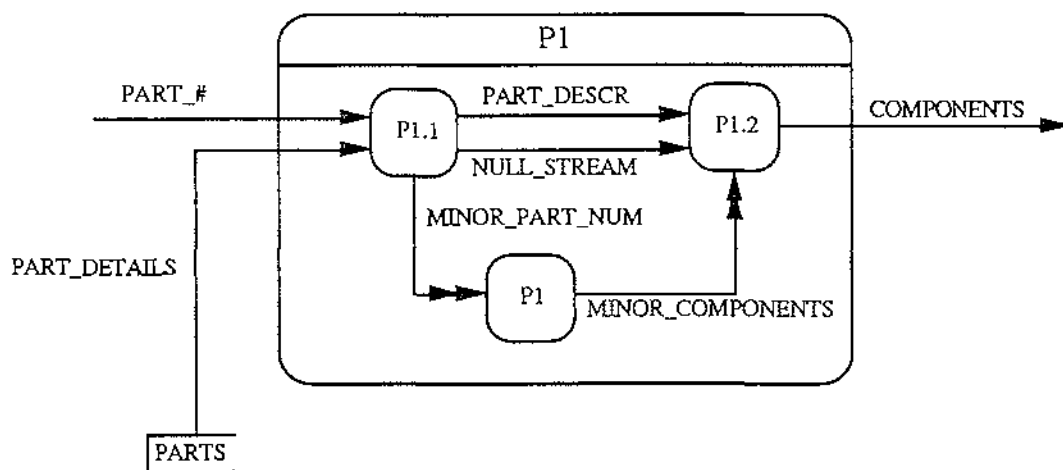 P1
PART_#
PART_DESCR
COMPONENTS
P1.1
P1.2
NULL_STREAM
MINOR_PART_NUM
PART_DETAILS
P1
MINOR_COMPONENTS
PARTS